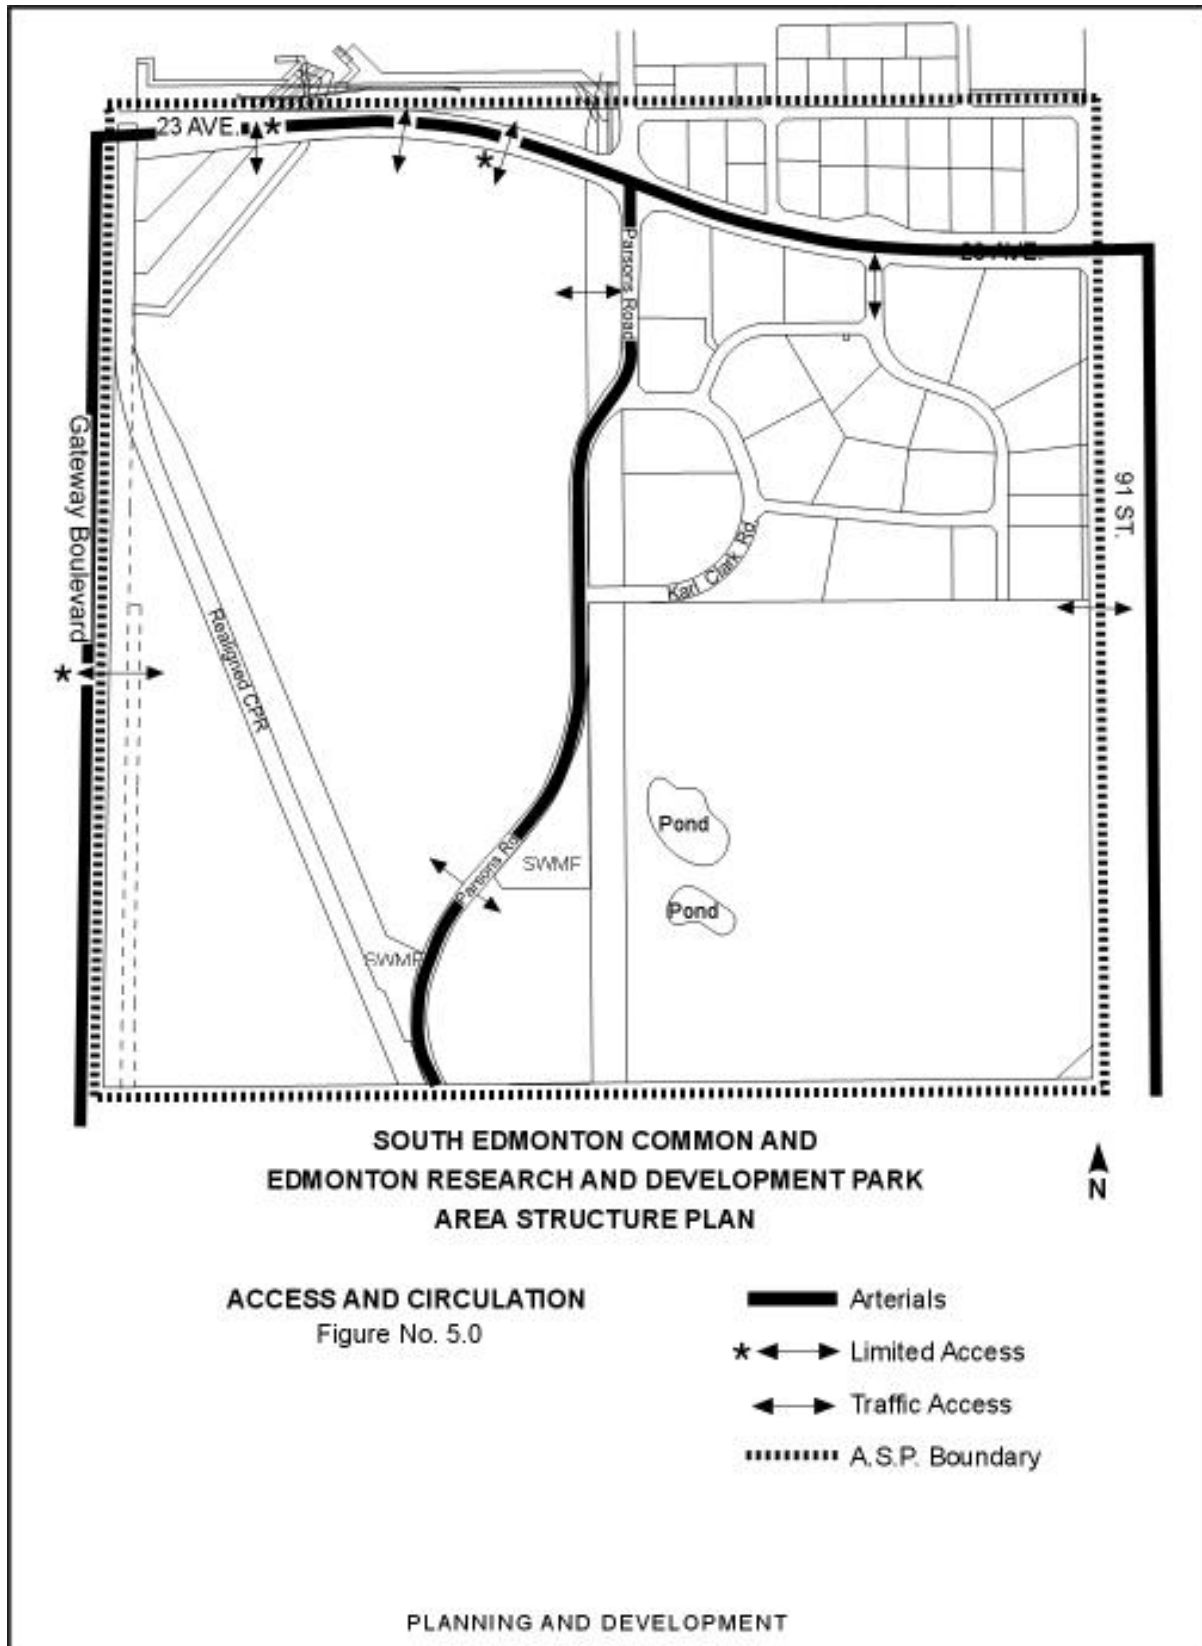 23 AVE.
*
*
Parsons Road
23 AVE.
Gateway Boulevard
91 ST.
Karl Clark Rd.
*
Realigned CPR
Pond
Parsons Rd
SWMF
Pond
SWMF
SOUTH EDMONTON COMMON AND
EDMONTON RESEARCH AND DEVELOPMENT PARK
AREA STRUCTURE PLAN
N
ACCESS AND CIRCULATION
Figure No. 5.0
Arterials
* Limited Access
Traffic Access
A.S.P. Boundary
PLANNING AND DEVELOPMENT